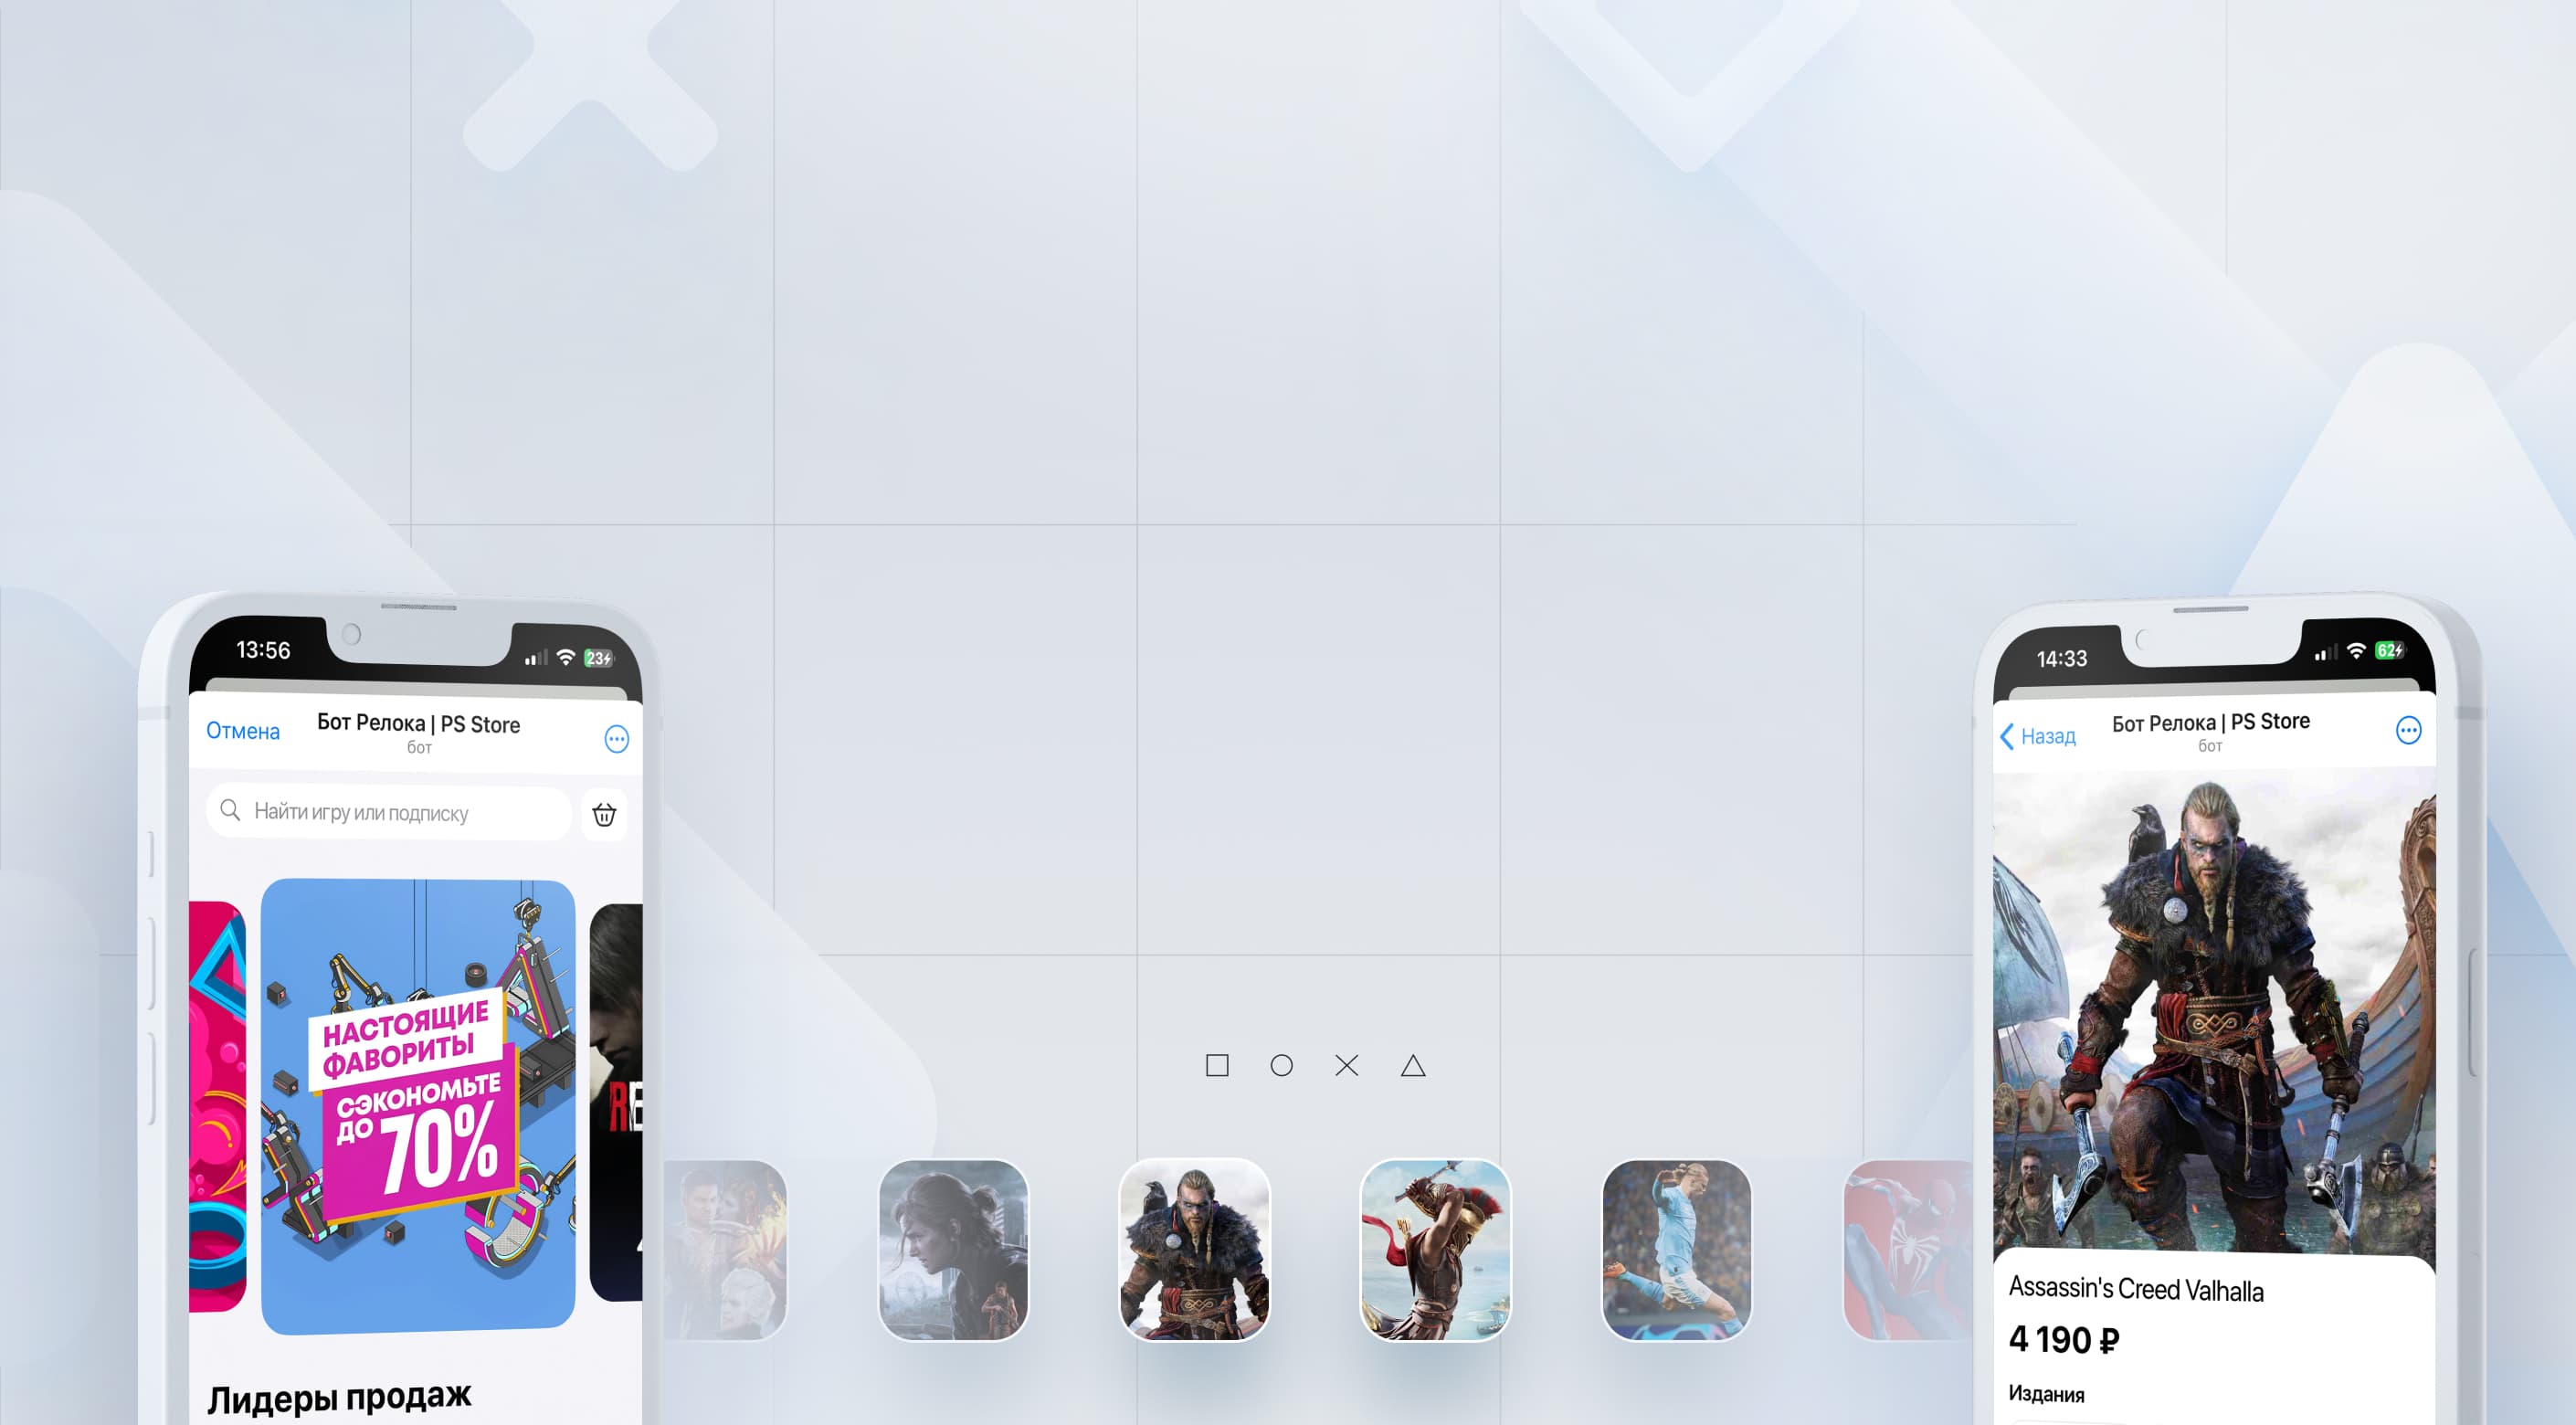 13:56
23
Отмена
Бот Релока | PS Store
бот
Найти игру или подписку
НАСТОЯЩИЕ
ФАВОРИТЫ
СЭКОНОМЬТЕ
ДО 70%
RE
Лидеры продаж
14:33
62
Назад
Бот Релока | PS Store
бот
Assassin's Creed Valhalla
4 190 ₽
Издания